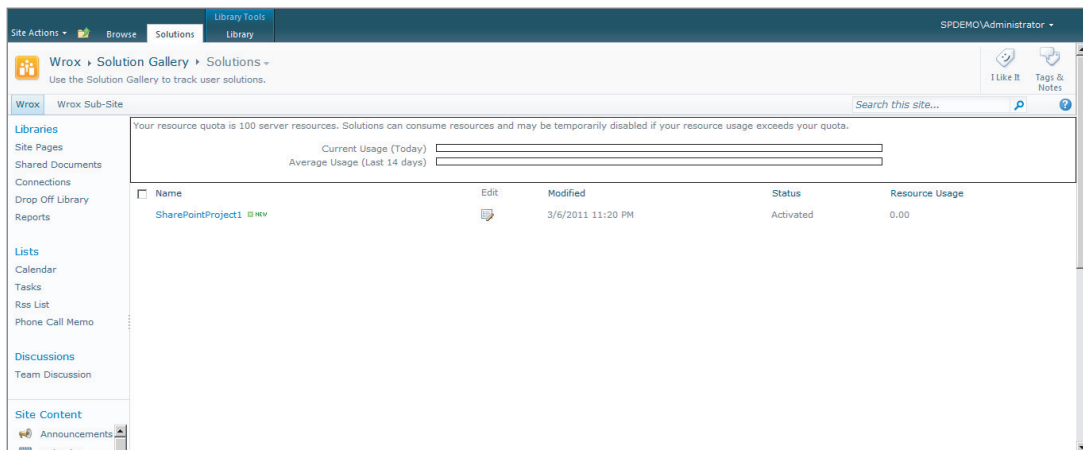 Library Tools
Site Actions Browse Solutions Library SPDEMO\Administrator
Wrox Solution Gallery Solutions
Use the Solution Gallery to track user solutions.
I Like It Tags & Notes
Wrox Wrox Sub-Site Search this site...
Libraries
Site Pages
Shared Documents
Connections
Drop Off Library
Reports
Lists
Calendar
Tasks
Rss List
Phone Call Memo
Discussions
Team Discussion
Site Content
Announcements
Your resource quota is 100 server resources. Solutions can consume resources and may be temporarily disabled if your resource usage exceeds your quota.
Current Usage (Today)
Average Usage (Last 14 days)
Name Edit Modified Status Resource Usage
SharePointProject1 NEW 3/6/2011 11:20 PM Activated 0.00